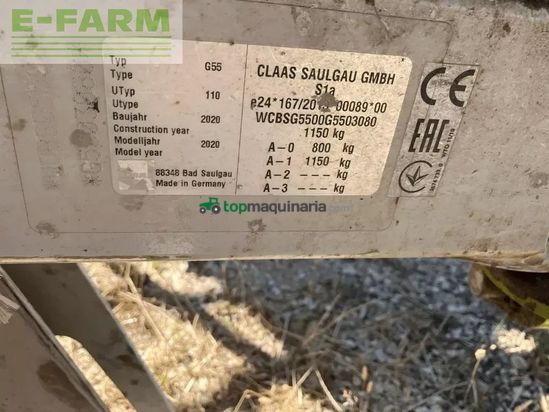 E-FARM
Typ
Type G55
UTyp
Utype 110
Baujahr
Construction year 2020
Modelljahr
Model year 2020
88348 Bad Saulgau
Made in Germany
CLAAS SAULGAU GMBH
S1a
WCBSG5500G5503080
1150 kg
A-0 800 kg
A-1 1150 kg
A-2 --- kg
A-3 --- kg
CE
EAC
topmaquinaria.com